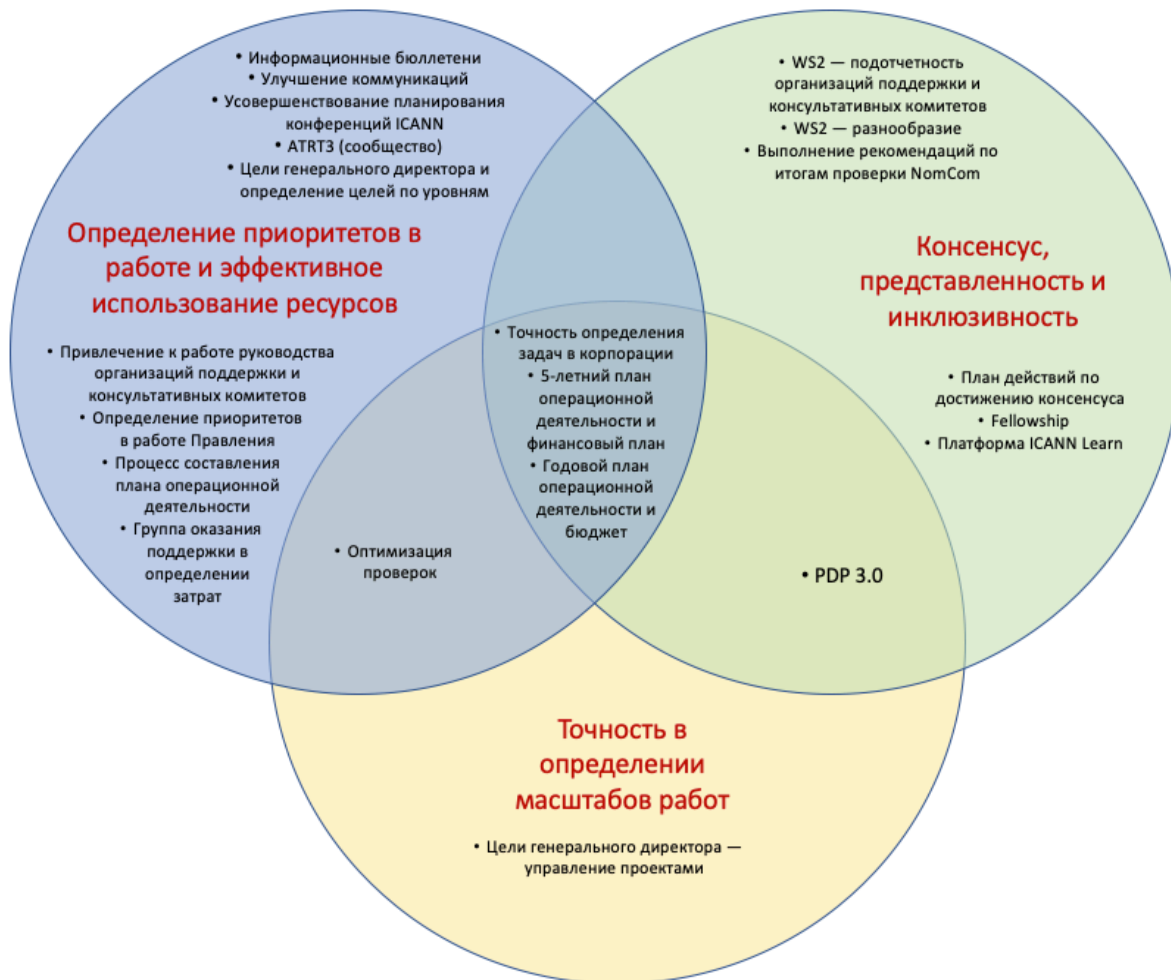 • Информационные бюллетени
• Улучшение коммуникаций
• Усовершенствование планирования
конференций ICANN
• ATRT3 (сообщество)
• Цели генерального директора и
определение целей по уровням
Определение приоритетов в
работе и эффективное
использование ресурсов
• Привлечение к работе руководства
организаций поддержки и
консультативных комитетов
• Определение приоритетов
в работе Правления
• Процесс составления
плана операционной
деятельности
• Группа оказания
поддержки в
определении
затрат
• WS2 — подотчетность
организаций поддержки и
консультативных комитетов
• WS2 — разнообразие
• Выполнение рекомендаций по
итогам проверки NomCom
Консенсус,
представленность и
инклюзивность
• План действий по
достижению консенсуса
• Fellowship
• Платформа ICANN Learn
• Точность определения
задач в корпорации
• 5-летний план
операционной
деятельности и
финансовый план
• Годовой план
операционной
деятельности и
бюджет
• Оптимизация
проверок
• PDP 3.0
Точность в
определении
масштабов работ
• Цели генерального директора —
управление проектами